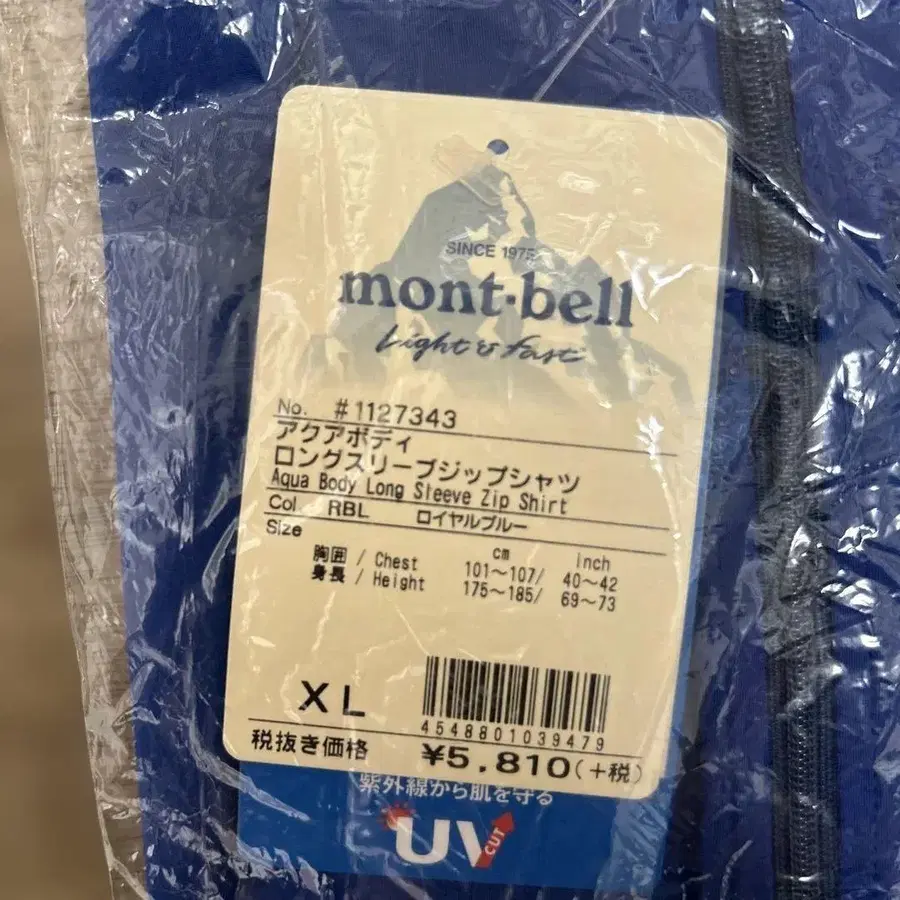 SINCE 1975
mont-bell
Light & Fast
No. #1127343
アクアボディ
ロングスリーブジップシャツ
Aqua Body Long Sleeve Zip Shirt
Col. RBL ロイヤルブルー
Size
cm inch
胸囲 / Chest 101〜107/ 40〜42
身長 / Height 175〜185/ 69〜73
XL
4548801039479
税抜き価格 ¥5,810(+税)
紫外線から肌を守る
UV CUT